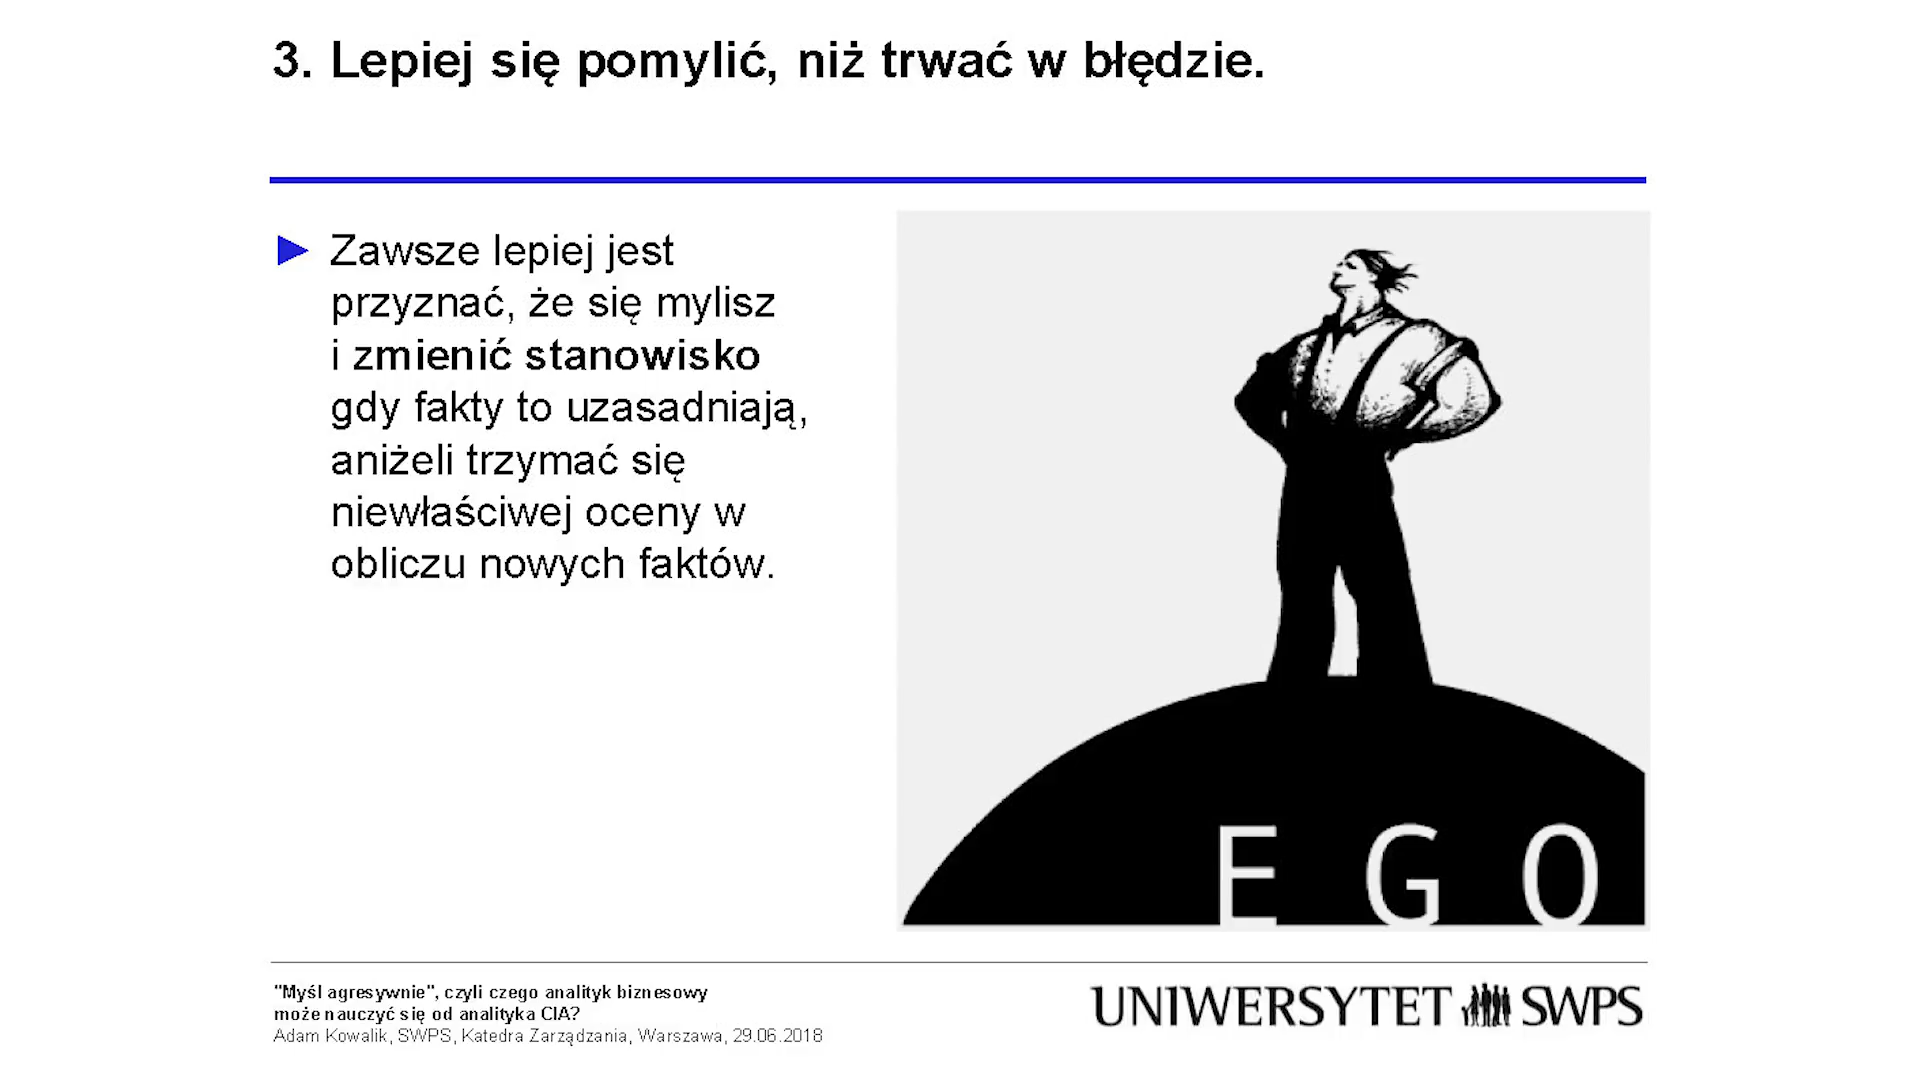 3. Lepiej się pomylić, niż trwać w błędzie.
► Zawsze lepiej jest
przyznać, że się mylisz
i zmienić stanowisko
gdy fakty to uzasadniają,
aniżeli trzymać się
niewłaściwej oceny w
obliczu nowych faktów.
E G O
"Myśl agresywnie", czyli czego analityk biznesowy
może nauczyć się od analityka CIA?
Adam Kowalik, SWPS, Katedra Zarządzania, Warszawa, 29.06.2018
UNIWERSYTET SWPS